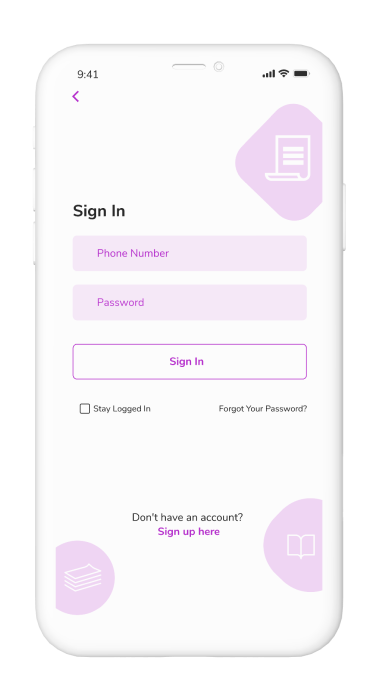 9:41
Sign In
Phone Number
Password
Sign In
Stay Logged In
Forgot Your Password?
Don't have an account?
Sign up here